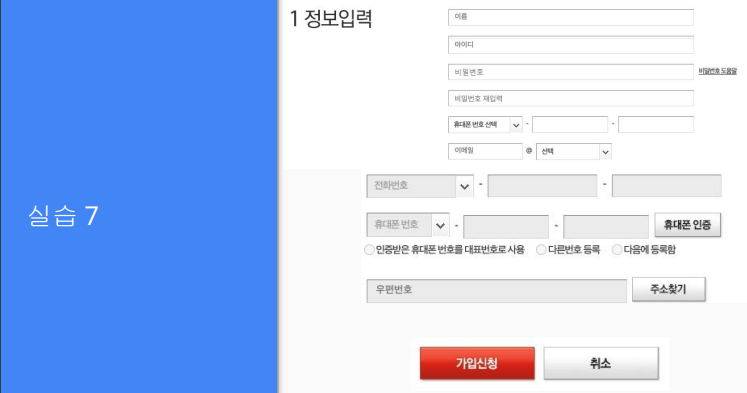 실습 7
1 정보입력
이름
아이디
비밀번호
비밀번호 도움말
비밀번호 재입력
휴대폰 번호 선택 - -
이메일 @ 선택
전화번호 - -
휴대폰 번호 - - 휴대폰 인증
인증받은 휴대폰 번호를 대표번호로 사용 다른번호 등록 다음에 등록함
우편번호 주소찾기
가입신청 취소